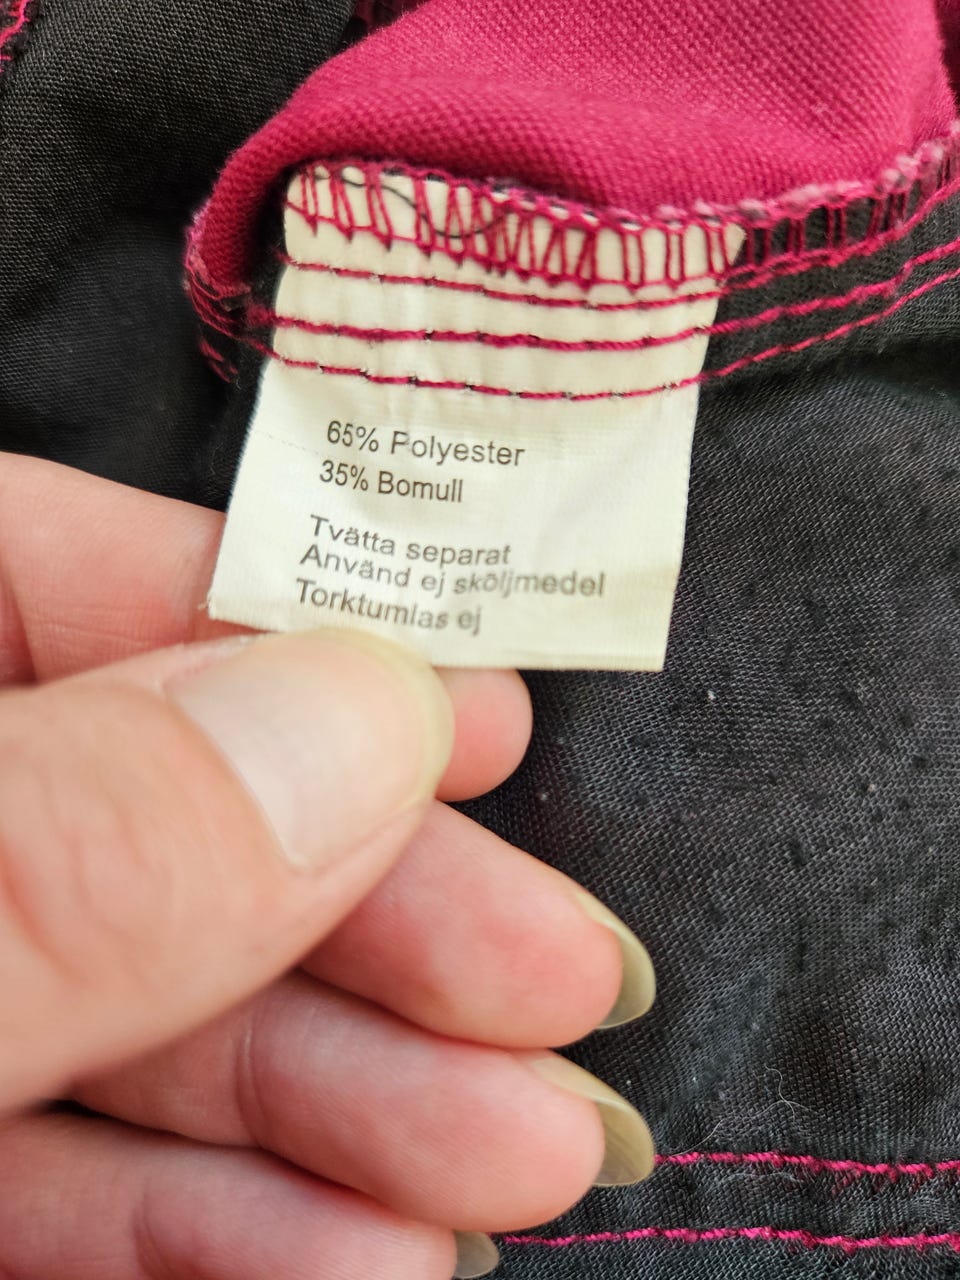 65% Polyester
35% Bomull
Tvätta separat
Använd ej sköljmedel
Torktumlas ej